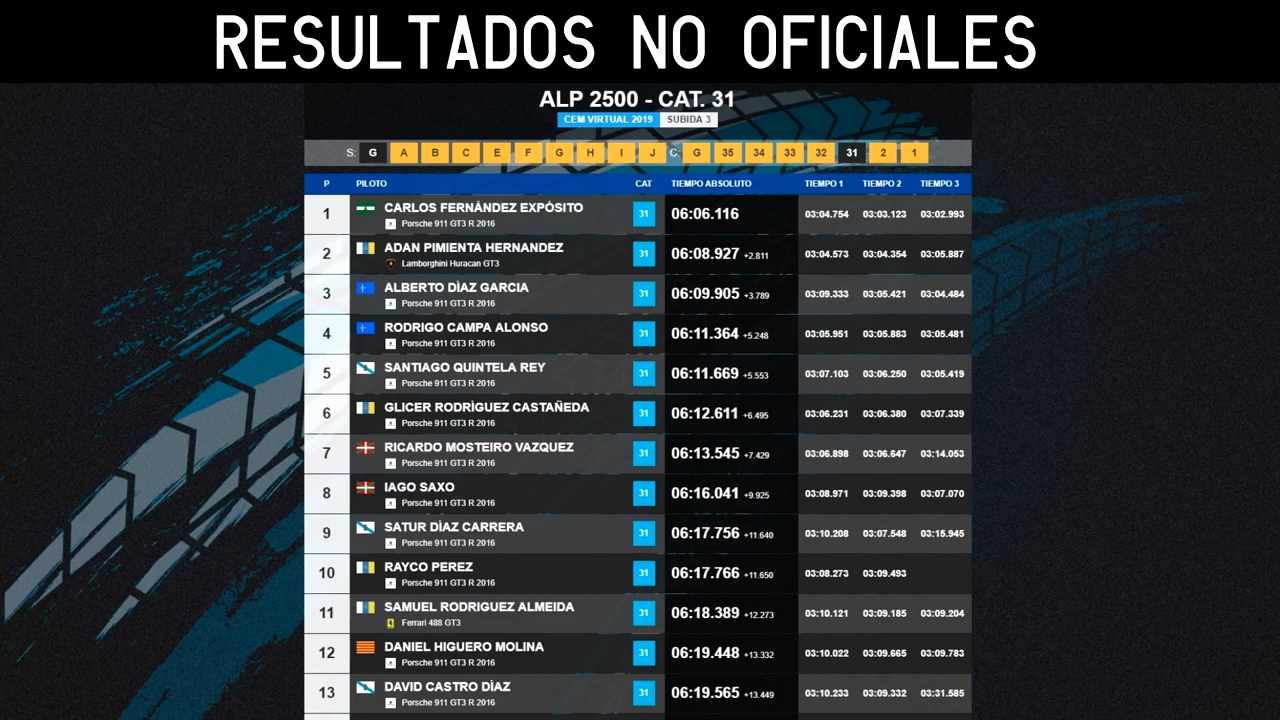 RESULTADOS NO OFICIALES
ALP 2500 - CAT. 31
CEM VIRTUAL 2019 SUBIDA 3
S: G A B C E F G H I J C: G 35 34 33 32 31 2 1
P PILOTO CAT TIEMPO ABSOLUTO TIEMPO 1 TIEMPO 2 TIEMPO 3
1 CARLOS FERNÁNDEZ EXPÓSITO 31 06:06.116 03:04.754 03:03.123 03:02.993
Porsche 911 GT3 R 2016
2 ADAN PIMIENTA HERNANDEZ 31 06:08.927 +2.811 03:04.573 03:04.354 03:05.887
Lamborghini Huracan GT3
3 ALBERTO DÌAZ GARCIA 31 06:09.905 +3.789 03:09.333 03:05.421 03:04.484
Porsche 911 GT3 R 2016
4 RODRIGO CAMPA ALONSO 31 06:11.364 +5.248 03:05.951 03:05.883 03:05.481
Porsche 911 GT3 R 2016
5 SANTIAGO QUINTELA REY 31 06:11.669 +5.553 03:07.103 03:06.250 03:05.419
Porsche 911 GT3 R 2016
6 GLICER RODRÌGUEZ CASTAÑEDA 31 06:12.611 +6.495 03:06.231 03:06.380 03:07.339
Porsche 911 GT3 R 2016
7 RICARDO MOSTEIRO VAZQUEZ 31 06:13.545 +7.429 03:06.898 03:06.647 03:14.053
Porsche 911 GT3 R 2016
8 IAGO SAXO 31 06:16.041 +9.925 03:08.971 03:09.398 03:07.070
Porsche 911 GT3 R 2016
9 SATUR DÌAZ CARRERA 31 06:17.756 +11.640 03:10.208 03:07.548 03:15.945
Porsche 911 GT3 R 2016
10 RAYCO PEREZ 31 06:17.766 +11.650 03:08.273 03:09.493
Porsche 911 GT3 R 2016
11 SAMUEL RODRIGUEZ ALMEIDA 31 06:18.389 +12.273 03:10.121 03:09.185 03:09.204
Ferrari 488 GT3
12 DANIEL HIGUERO MOLINA 31 06:19.448 +13.332 03:10.022 03:09.665 03:09.783
Porsche 911 GT3 R 2016
13 DAVID CASTRO DÌAZ 31 06:19.565 +13.449 03:10.233 03:09.332 03:31.585
Porsche 911 GT3 R 2016